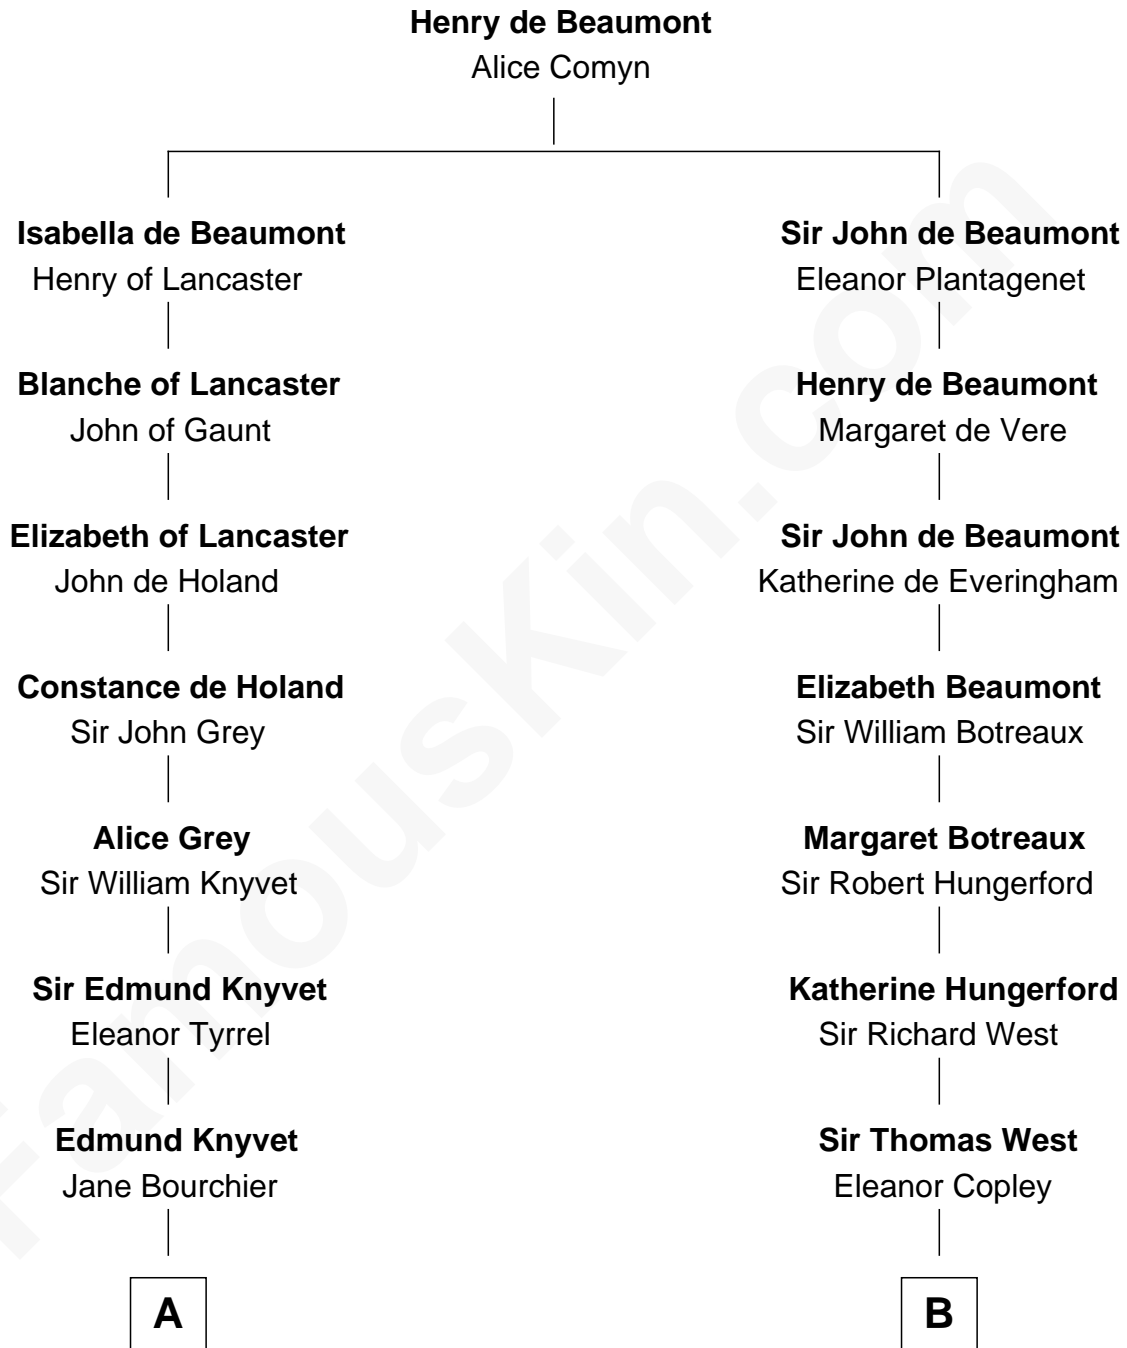 Henry de Beaumont
Alice Comyn
Isabella de Beaumont
Henry of Lancaster
Sir John de Beaumont
Eleanor Plantagenet
Blanche of Lancaster
John of Gaunt
Henry de Beaumont
Margaret de Vere
Elizabeth of Lancaster
John de Holand
Sir John de Beaumont
Katherine de Everingham
Constance de Holand
Sir John Grey
Elizabeth Beaumont
Sir William Botreaux
Alice Grey
Sir William Knyvet
Margaret Botreaux
Sir Robert Hungerford
Sir Edmund Knyvet
Eleanor Tyrrel
Katherine Hungerford
Sir Richard West
Edmund Knyvet
Jane Bourchier
Sir Thomas West
Eleanor Copley
A
B
FamousKin.com